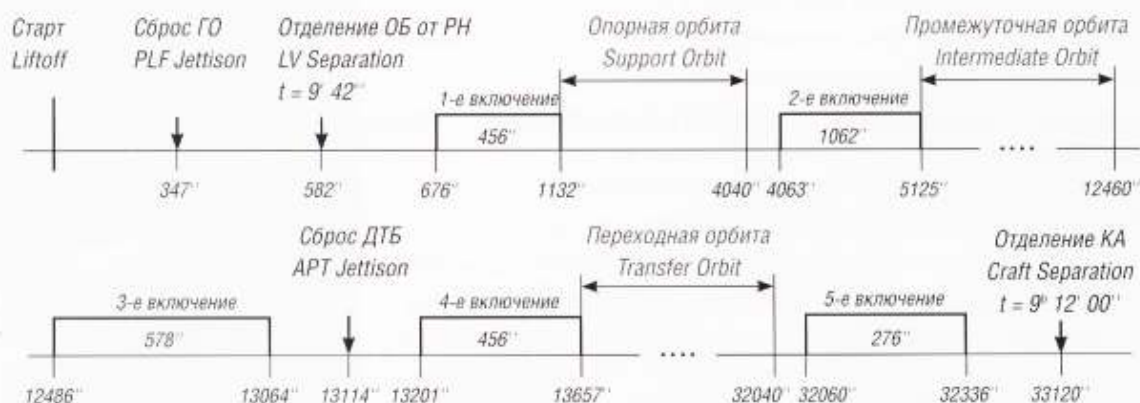 Старт
Liftoff
Сброс ГО
PLF Jettison
Отделение ОБ от РН
LV Separation
t = 9' 42''
Опорная орбита
Support Orbit
Промежуточная орбита
Intermediate Orbit
1-е включение
456''
2-е включение
1062''
347'' 582'' 676'' 1132'' 4040'' 4063'' 5125'' 12460''
Сброс ДТБ
APT Jettison
Переходная орбита
Transfer Orbit
Отделение КА
Craft Separation
t = 9ʰ 12' 00''
3-е включение
578''
4-е включение
456''
5-е включение
276''
12486'' 13064'' 13114'' 13201'' 13657'' 32040'' 32060'' 32336'' 33120''